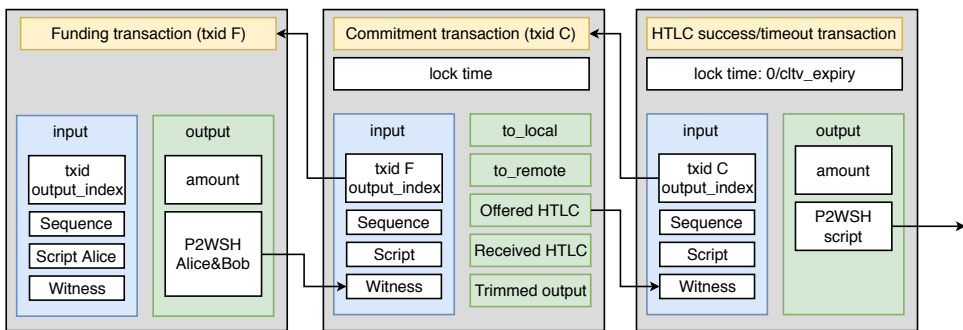 Funding transaction (txid F)
input
txid
output_index
Sequence
Script Alice
Witness
output
amount
P2WSH
Alice&Bob
Commitment transaction (txid C)
lock time
input
txid F
output_index
Sequence
Script
Witness
to_local
to_remote
Offered HTLC
Received HTLC
Trimmed output
HTLC success/timeout transaction
lock time: 0/cltv_expiry
input
txid C
output_index
Sequence
Script
Witness
output
amount
P2WSH
script